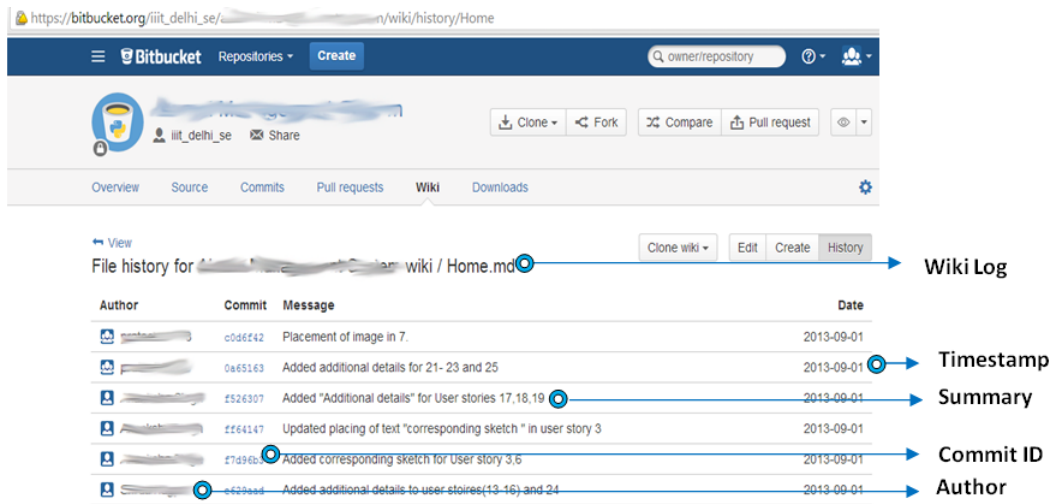 https://bitbucket.org/iiit_delhi_se/ n/wiki/history/Home
Bitbucket Repositories Create owner/repository
iiit_delhi_se Share
Clone Fork Compare Pull request
Overview Source Commits Pull requests Wiki Downloads
View
Clone wiki Edit Create History
File history for wiki / Home.md Wiki Log
Author Commit Message Date
c0d6f42 Placement of image in 7. 2013-09-01
0a65163 Added additional details for 21- 23 and 25 2013-09-01 Timestamp
f526307 Added "Additional details" for User stories 17,18,19 2013-09-01 Summary
ff64147 Updated placing of text "corresponding sketch " in user story 3 2013-09-01
Added corresponding sketch for User story 3,6 2013-09-01 Commit ID
Added additional details to user stoires(13-16) and 24 2013-09-01 Author